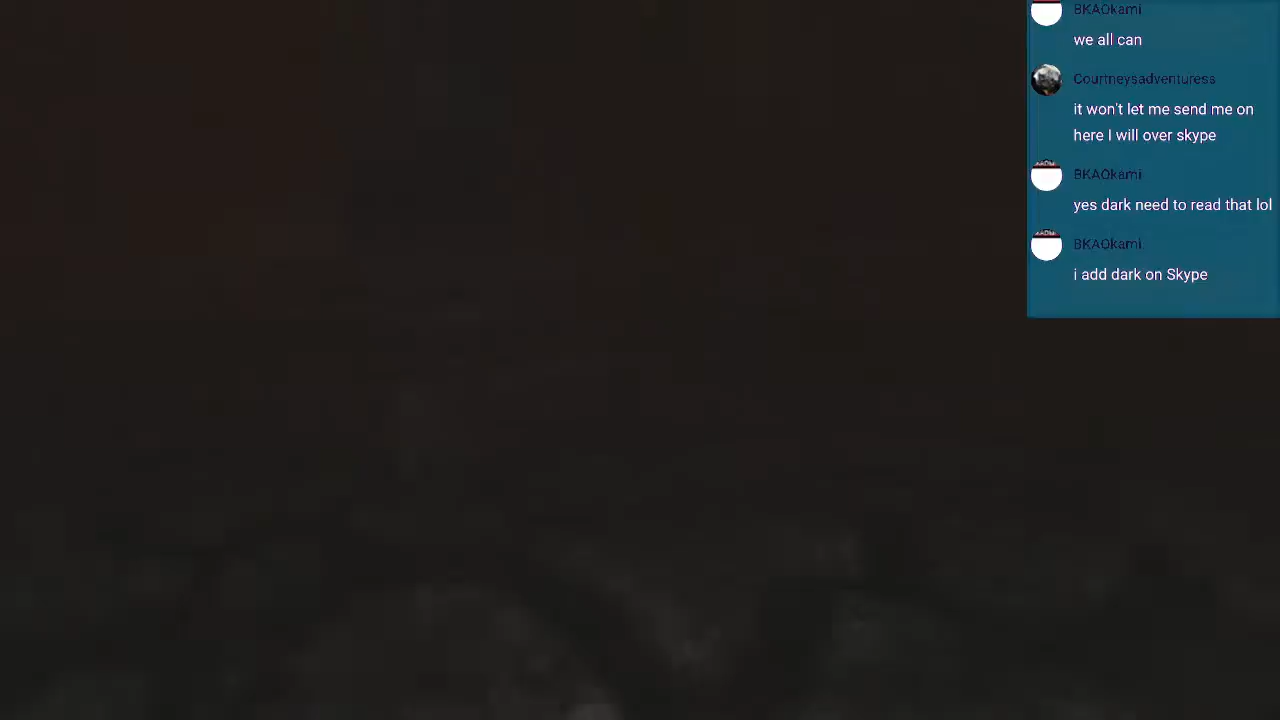 BKAOkami
we all can
Courtneysadventuress
it won't let me send me on
here I will over skype
BKAOkami
yes dark need to read that lol
BKAOkami
i add dark on Skype